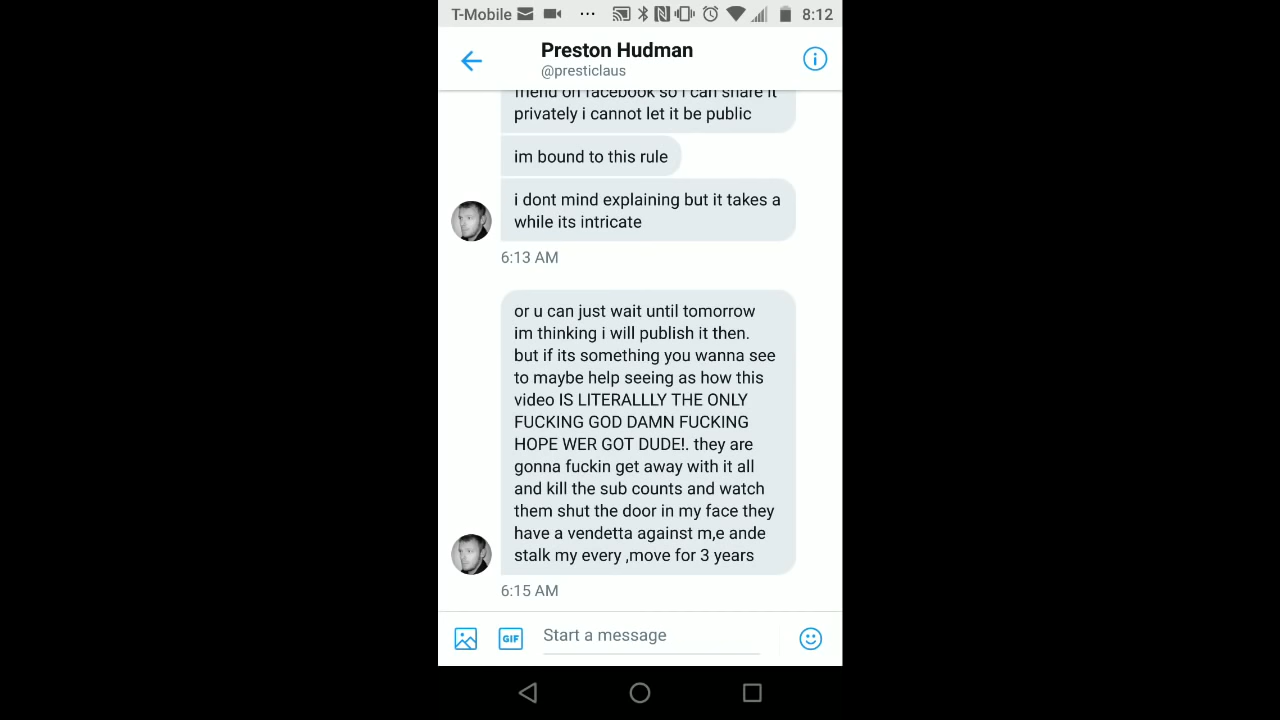 T-Mobile
8:12
Preston Hudman
@presticlaus
friend on facebook so i can share it
privately i cannot let it be public
im bound to this rule
i dont mind explaining but it takes a
while its intricate
6:13 AM
or u can just wait until tomorrow
im thinking i will publish it then.
but if its something you wanna see
to maybe help seeing as how this
video IS LITERALLLY THE ONLY
FUCKING GOD DAMN FUCKING
HOPE WER GOT DUDE!. they are
gonna fuckin get away with it all
and kill the sub counts and watch
them shut the door in my face they
have a vendetta against m,e ande
stalk my every ,move for 3 years
6:15 AM
GIF
Start a message